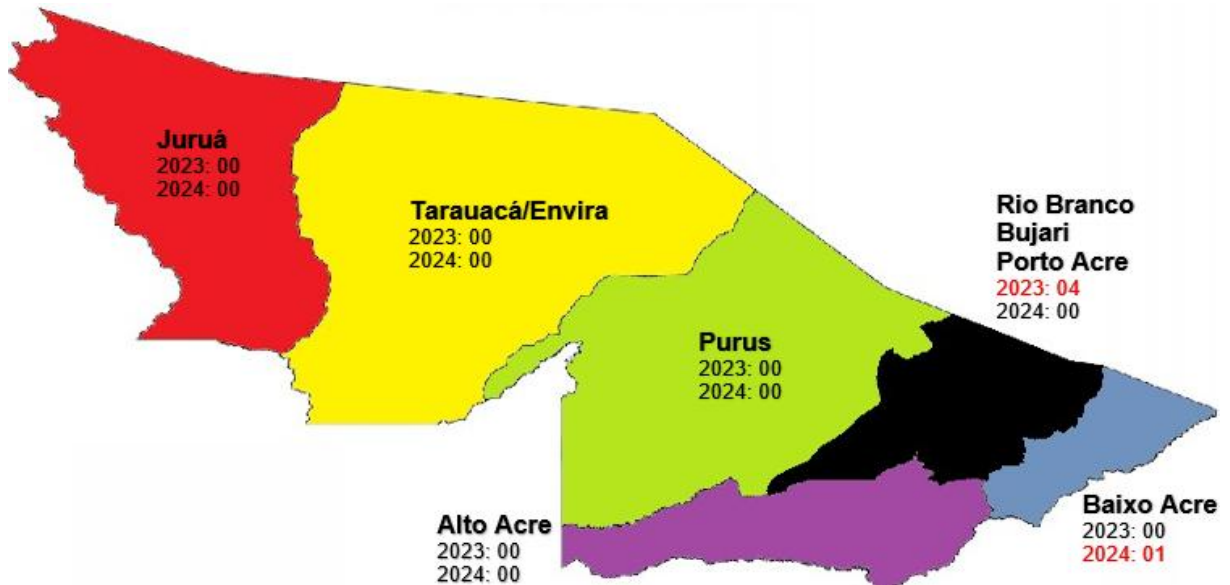 Juruá
2023: 00
2024: 00
Tarauacá/Envira
2023: 00
2024: 00
Rio Branco
Bujari
Porto Acre
2023: 04
2024: 00
Purus
2023: 00
2024: 00
Alto Acre
2023: 00
2024: 00
Baixo Acre
2023: 00
2024: 01